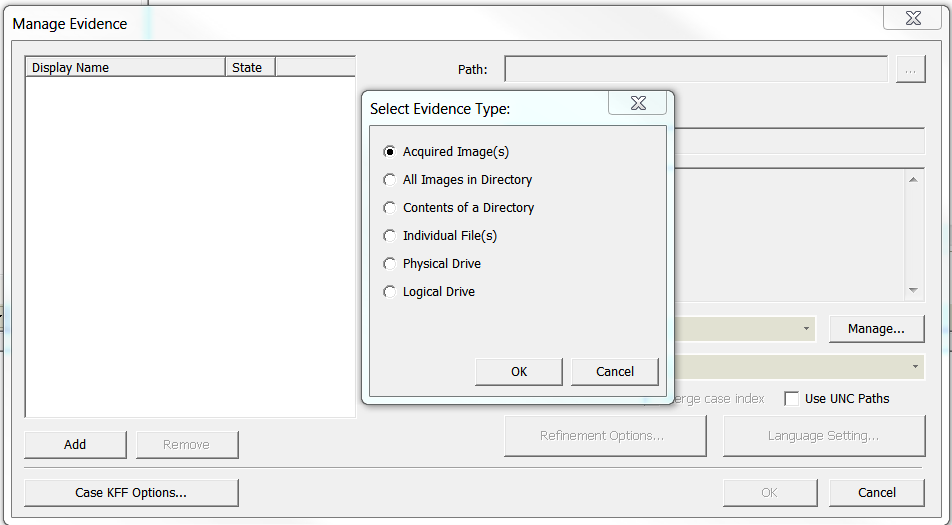 Manage Evidence
Display Name State
Path:
...
Select Evidence Type:
Acquired Image(s)
All Images in Directory
Contents of a Directory
Individual File(s)
Physical Drive
Logical Drive
OK Cancel
Manage...
case index
Use UNC Paths
Add Remove
Refinement Options... Language Setting...
Case KFF Options...
OK Cancel